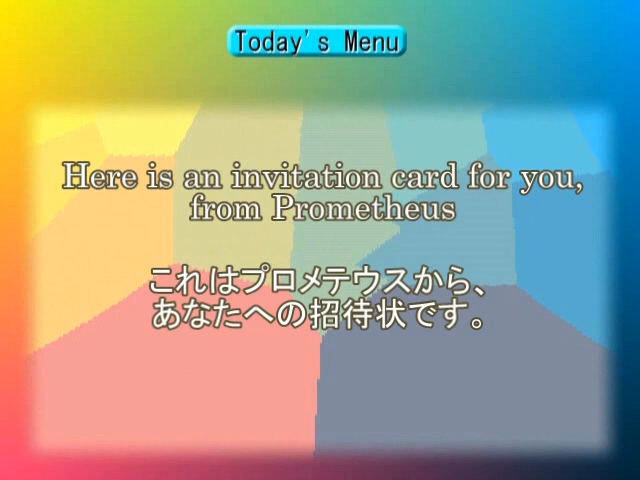 Today's Menu
Here is an invitation card for you,
from Prometheus
これはプロメテウスから、
あなたへの招待状です。